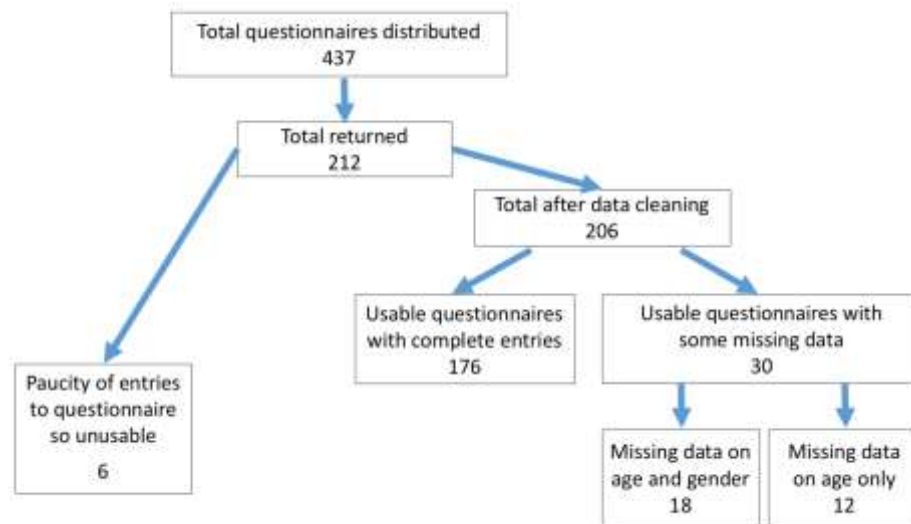 Total questionnaires distributed
437
Total returned
212
Total after data cleaning
206
Usable questionnaires
with complete entries
176
Usable questionnaires with
some missing data
30
Paucity of entries
to questionnaire
so unusable
6
Missing data on
age and gender
18
Missing data
on age only
12